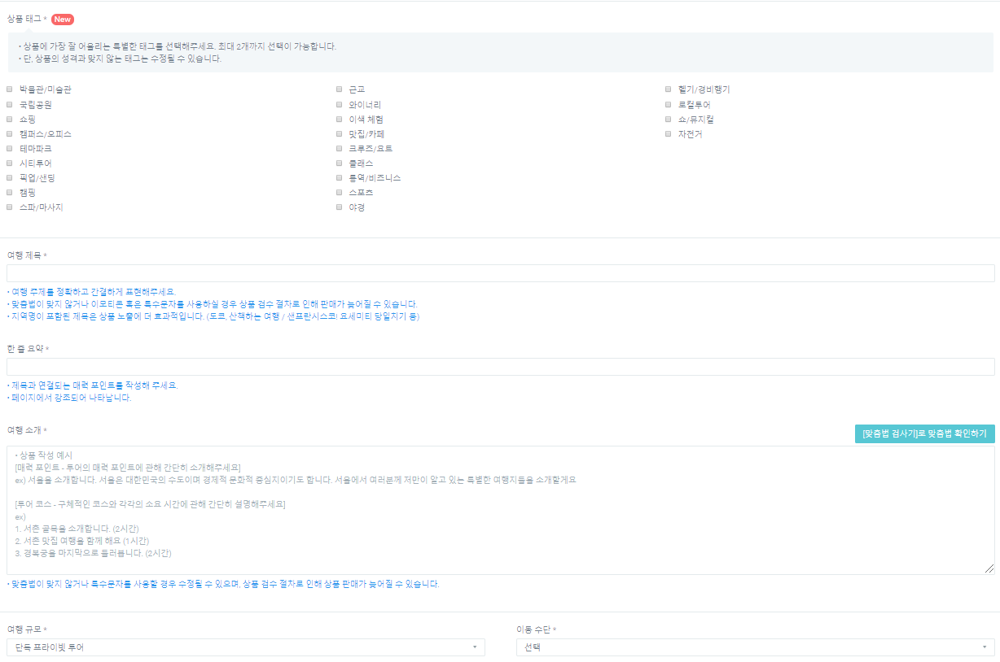 상품 태그 * New
• 상품에 가장 잘 어울리는 특별한 태그를 선택해주세요. 최대 2개까지 선택이 가능합니다.
• 단, 상품의 성격과 맞지 않는 태그는 수정될 수 있습니다.
박물관/미술관 근교 헬기/경비행기
국립공원 와이너리 로컬투어
쇼핑 이색 체험 쇼/뮤지컬
캠퍼스/오피스 맛집/카페 자전거
테마파크 크루즈/요트
시티투어 클래스
픽업/샌딩 통역/비즈니스
캠핑 스포츠
스파/마사지 야경
여행 제목 *
• 여행 주제를 정확하고 간결하게 표현해주세요.
• 맞춤법이 맞지 않거나 이모티콘 혹은 특수문자를 사용하실 경우 상품 검수 절차로 인해 판매가 늦어질 수 있습니다.
• 지역명이 포함된 제목은 상품 노출에 더 효과적입니다. (도쿄, 산책하는 여행 / 샌프란시스코! 요세미티 당일치기 등)
한 줄 요약 *
• 제목과 연결되는 매력 포인트를 작성해 주세요.
• 페이지에서 강조되어 나타납니다.
여행 소개 *
[맞춤법 검사기]로 맞춤법 확인하기
• 상품 작성 예시
[매력 포인트 - 투어의 매력 포인트에 관해 간단히 소개해주세요]
ex) 서울을 소개합니다. 서울은 대한민국의 수도이며 경제적 문화적 중심지이기도 합니다. 서울에서 여러분께 저만이 알고 있는 특별한 여행지들을 소개할게요
[투어 코스 - 구체적인 코스와 각각의 소요 시간에 관해 간단히 설명해주세요]
ex)
1. 서촌 골목을 소개합니다. (2시간)
2. 서촌 맛집 여행을 함께 해요 (1시간)
3. 경복궁을 마지막으로 둘러봅니다. (2시간)
• 맞춤법이 맞지 않거나 특수문자를 사용할 경우 수정될 수 있으며, 상품 검수 절차로 인해 상품 판매가 늦어질 수 있습니다.
여행 규모 * 이동 수단 *
단독 프라이빗 투어 선택